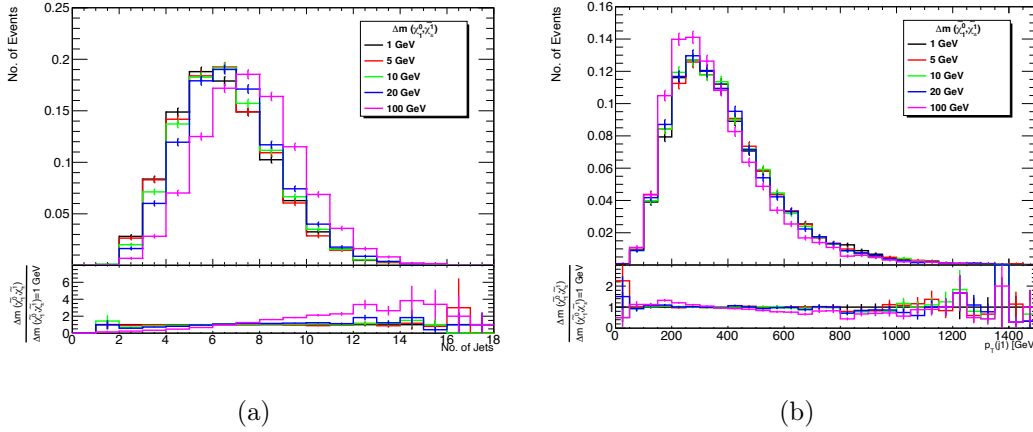 No. of Events
0.25
0.2
0.15
0.1
0.05
Δm (χ̃⁰₁,χ̃±₁)
1 GeV
5 GeV
10 GeV
20 GeV
100 GeV
6
4
2
0
0 2 4 6 8 10 12 14 16 18
No. of Jets
(a)
No. of Events
0.16
0.14
0.12
0.1
0.08
0.06
0.04
0.02
1 GeV
5 GeV
10 GeV
20 GeV
100 GeV
2
1
0
0 200 400 600 800 1000 1200 1400
p_T(j1) [GeV]
(b)